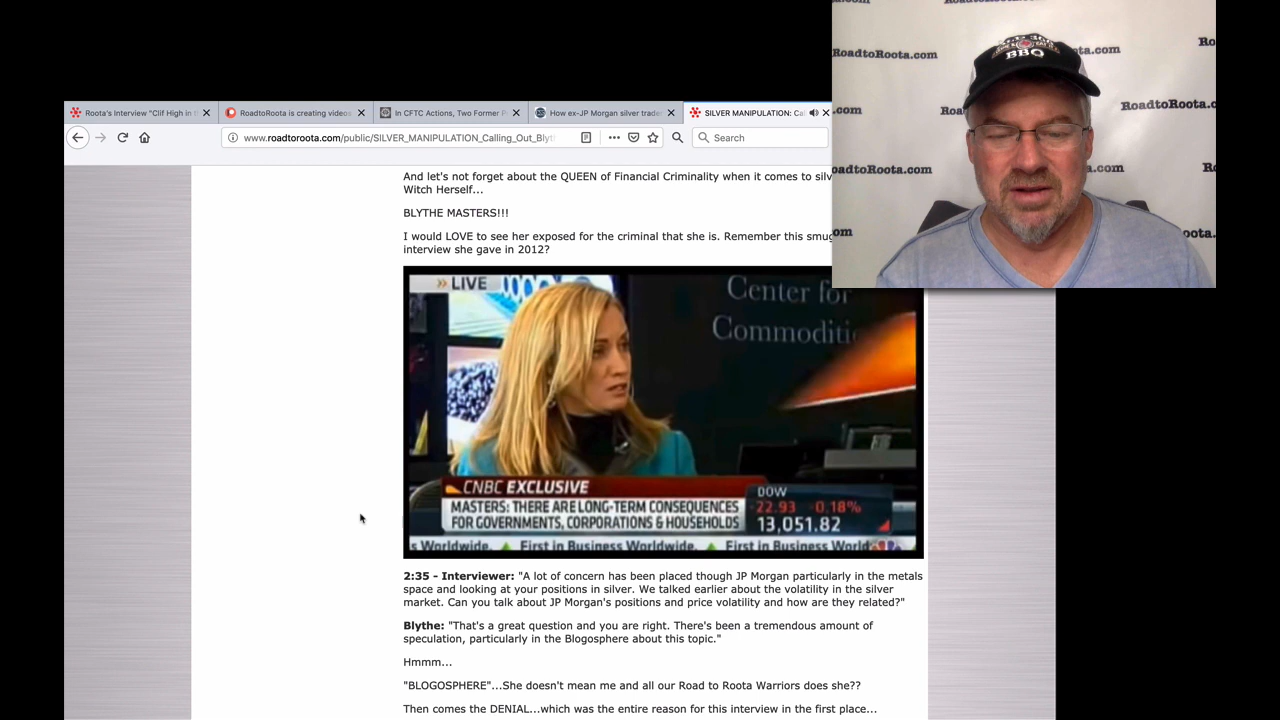 Roota's Interview "Clif High in t
RoadtoRoota is creating videos
In CFTC Actions, Two Former
How ex-JP Morgan silver trade
SILVER MANIPULATION: Ca
www.roadtoroota.com/public/SILVER_MANIPULATION_Calling_Out_Blyt
Search
And let's not forget about the QUEEN of Financial Criminality when it comes to silv
Witch Herself...
BLYTHE MASTERS!!!
I would LOVE to see her exposed for the criminal that she is. Remember this smug
interview she gave in 2012?
LIVE
Center for
Commoditi
CNBC EXCLUSIVE
MASTERS: THERE ARE LONG-TERM CONSEQUENCES
FOR GOVERNMENTS, CORPORATIONS & HOUSEHOLDS
DOW
-22.93 -0.18%
13,051.82
s Worldwide. First in Business Worldwide. First in Business World
2:35 - Interviewer: "A lot of concern has been placed though JP Morgan particularly in the metals
space and looking at your positions in silver. We talked earlier about the volatility in the silver
market. Can you talk about JP Morgan's positions and price volatility and how are they related?"
Blythe: "That's a great question and you are right. There's been a tremendous amount of
speculation, particularly in the Blogosphere about this topic."
Hmmm...
"BLOGOSPHERE"...She doesn't mean me and all our Road to Roota Warriors does she??
Then comes the DENIAL...which was the entire reason for this interview in the first place...
RoadtoRoota.com
BBQ
ta.com
Ro
RoadtoRoota
dtoRoota.com
om
ota.